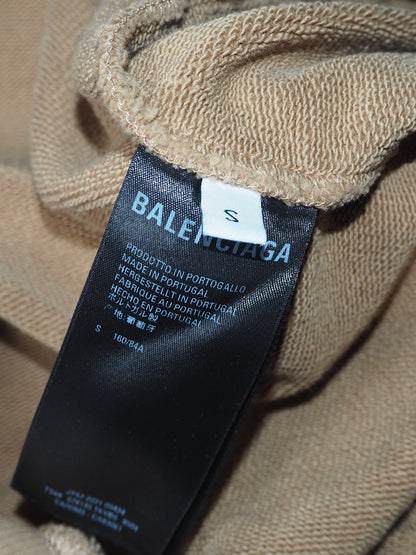 S
BALENCIAGA
PRODOTTO IN PORTOGALLO
MADE IN PORTUGAL
HERGESTELLT IN PORTUGAL
FABRIQUE AU PORTUGAL
HECHO EN PORTUGAL
ポルトガル製
产地:葡萄牙
S 160/84A